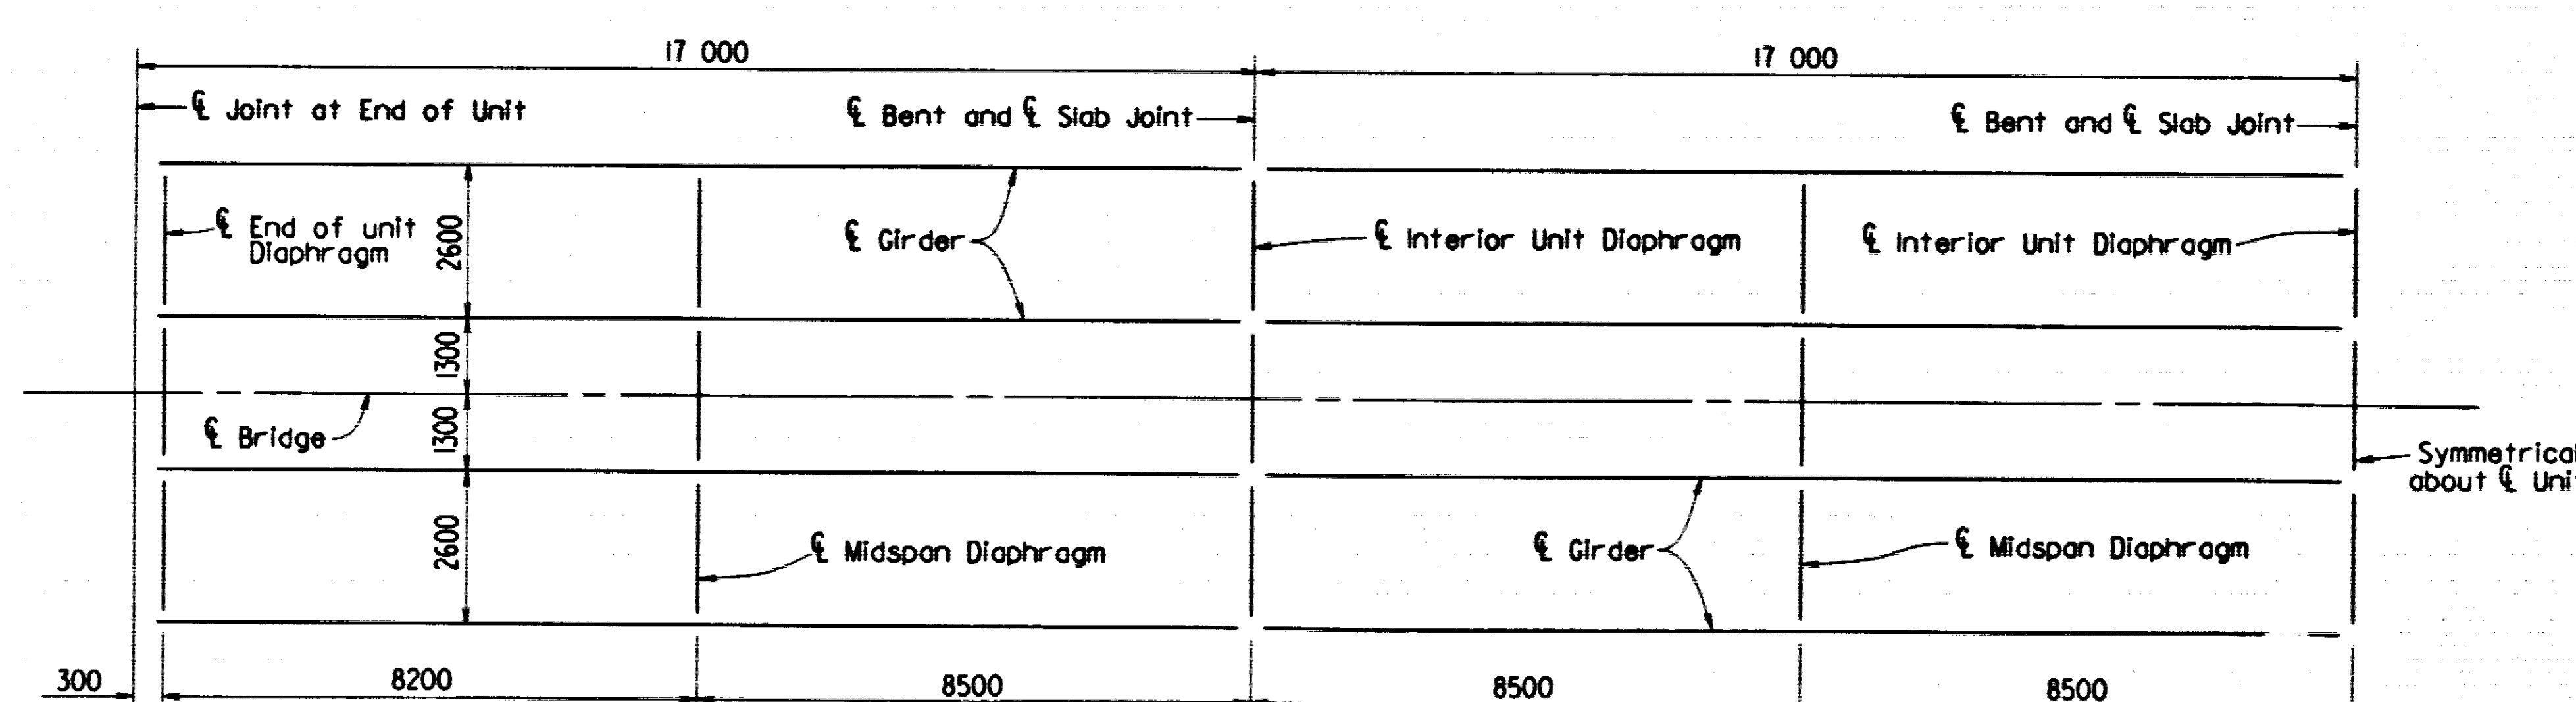 17 000
17 000
℄ Joint at End of Unit
℄ Bent and ℄ Slab Joint
℄ Bent and ℄ Slab Joint
℄ End of unit
Diaphragm
2600
℄ Girder
℄ Interior Unit Diaphragm
℄ Interior Unit Diaphragm
1300
℄ Bridge
1300
Symmetrical
about ℄ Unit
2600
℄ Midspan Diaphragm
℄ Girder
℄ Midspan Diaphragm
300
8200
8500
8500
8500